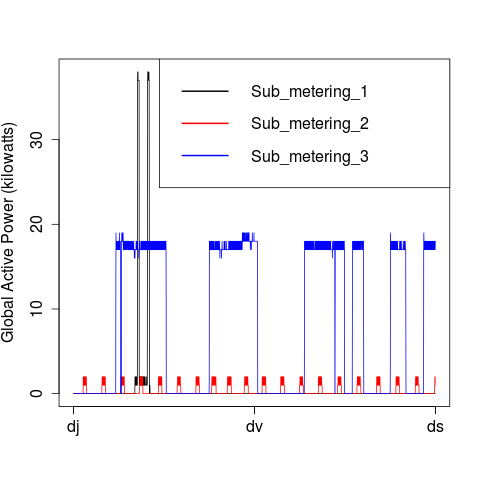 Sub_metering_1
Sub_metering_2
Sub_metering_3
Global Active Power (kilowatts)
30
20
10
0
dj
dv
ds